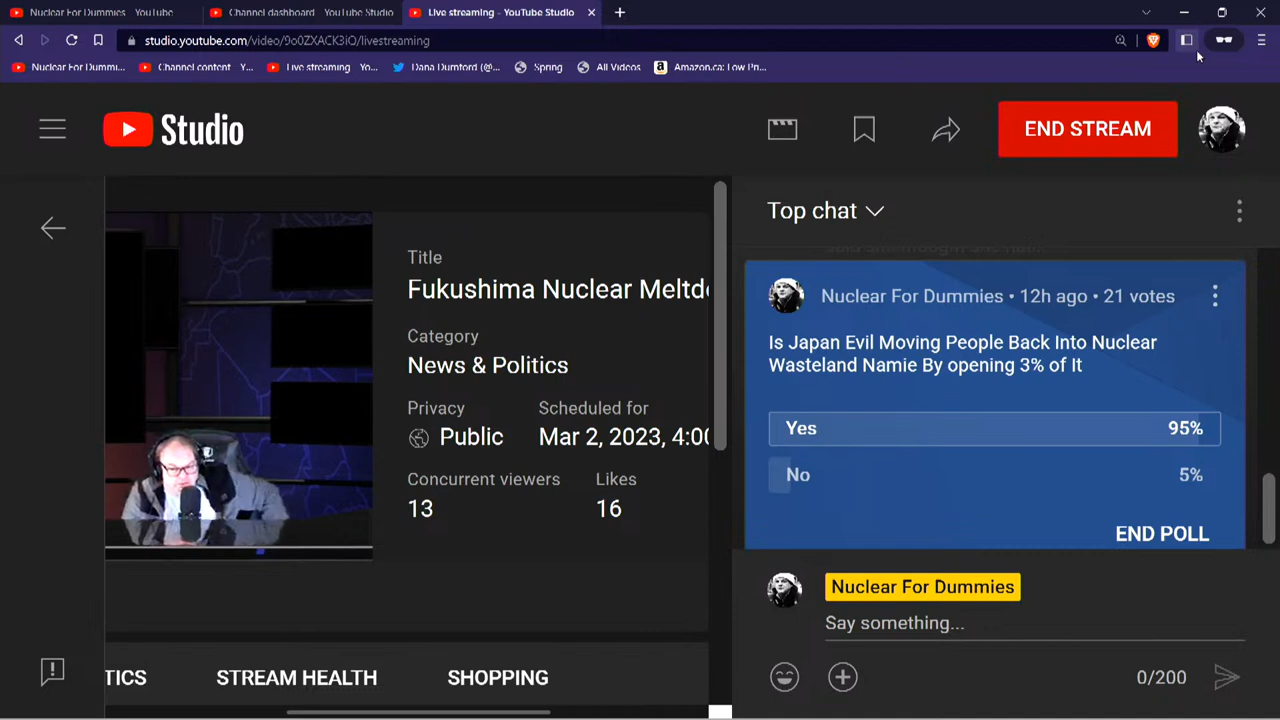 Nuclear For Dummies - YouTube
Channel dashboard - YouTube Studio
Live streaming - YouTube Studio
studio.youtube.com/video/9o0ZXACK3iQ/livestreaming
Nuclear For Dummi...
Channel content - Y...
Live streaming - Yo...
Dana Durnford (@...
Spring
All Videos
Amazon.ca: Low Pri...
Studio
END STREAM
Top chat
Title
Fukushima Nuclear Meltd
Category
News & Politics
Privacy
Scheduled for
Public
Mar 2, 2023, 4:00
Concurrent viewers
Likes
13
16
Nuclear For Dummies • 12h ago • 21 votes
Is Japan Evil Moving People Back Into Nuclear
Wasteland Namie By opening 3% of It
Yes 95%
No 5%
END POLL
Nuclear For Dummies
Say something...
0/200
TICS
STREAM HEALTH
SHOPPING